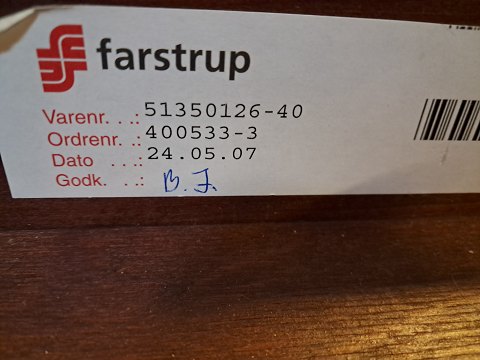 farstrup
Varenr. . .: 51350126-40
Ordrenr. .: 400533-3
Dato . . .: 24.05.07
Godk. . .: B. J.